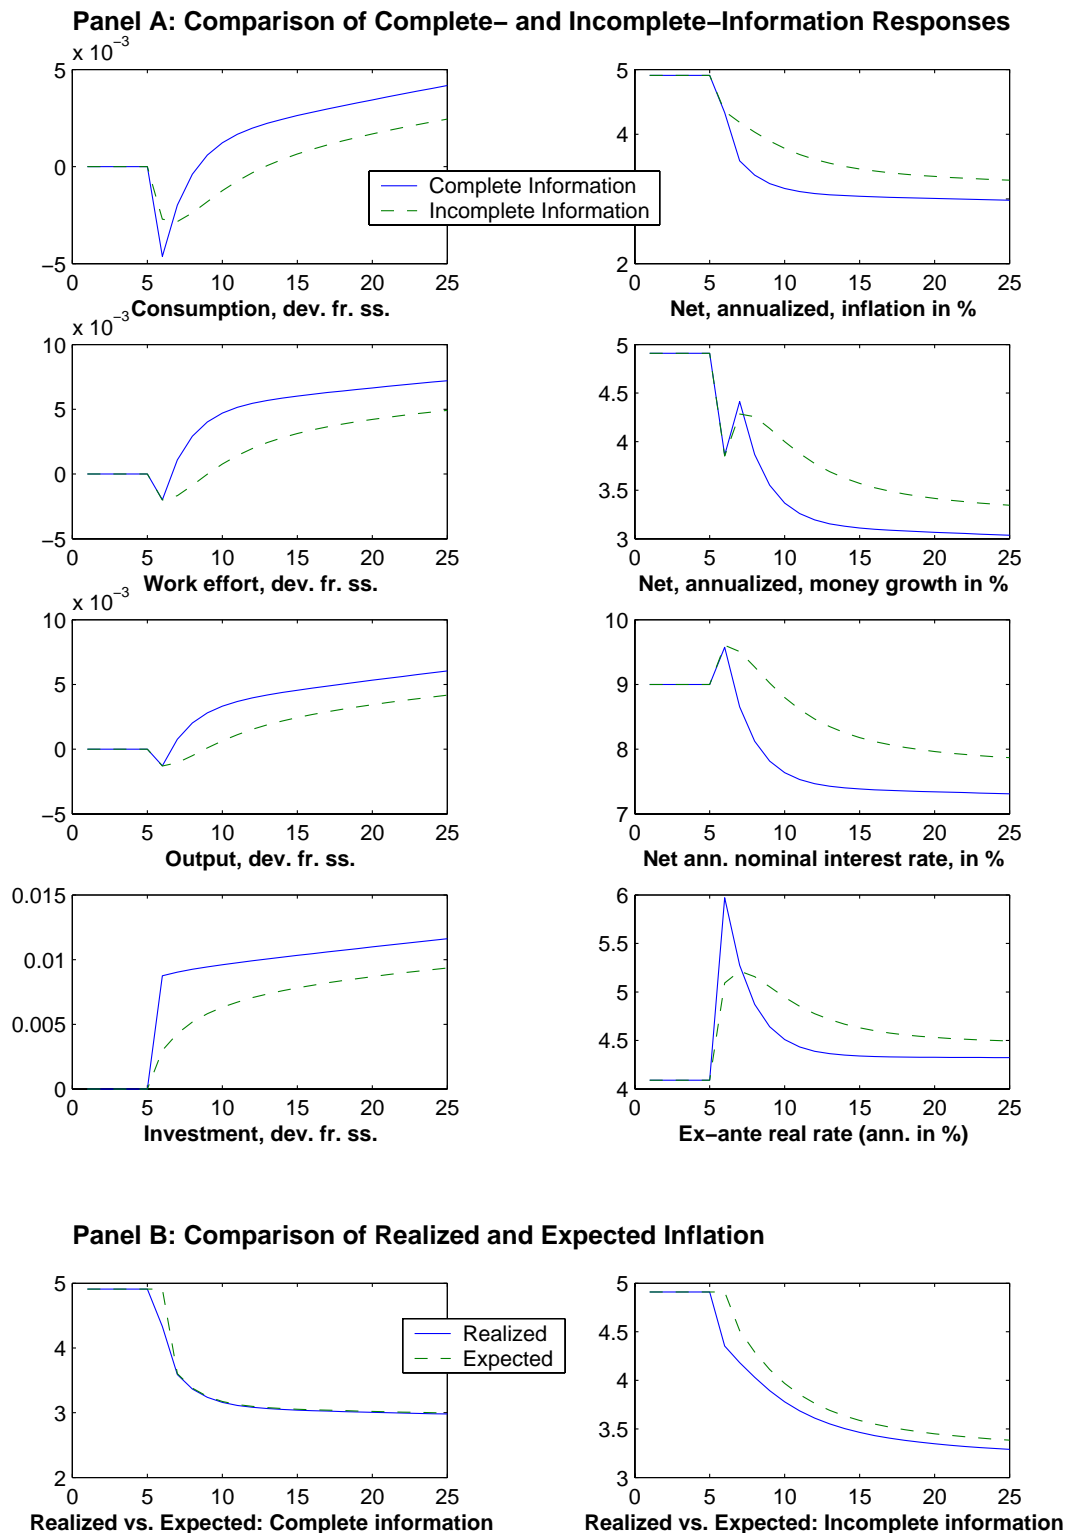 Panel A: Comparison of Complete− and Incomplete−Information Responses
x 10−3
5
0
−5
0 5 10 15 20 25
Consumption, dev. fr. ss.
5
4
2
0 5 10 15 20 25
Net, annualized, inflation in %
Complete Information
Incomplete Information
x 10−3
10
5
0
−5
0 5 10 15 20 25
Work effort, dev. fr. ss.
5
4.5
4
3.5
3
0 5 10 15 20 25
Net, annualized, money growth in %
x 10−3
10
5
0
−5
0 5 10 15 20 25
Output, dev. fr. ss.
10
9
8
7
0 5 10 15 20 25
Net ann. nominal interest rate, in %
0.015
0.01
0.005
0
0 5 10 15 20 25
Investment, dev. fr. ss.
6
5.5
5
4.5
4
0 5 10 15 20 25
Ex−ante real rate (ann. in %)
Panel B: Comparison of Realized and Expected Inflation
5
4
3
2
0 5 10 15 20 25
Realized vs. Expected: Complete information
Realized
Expected
5
4.5
4
3.5
3
0 5 10 15 20 25
Realized vs. Expected: Incomplete information